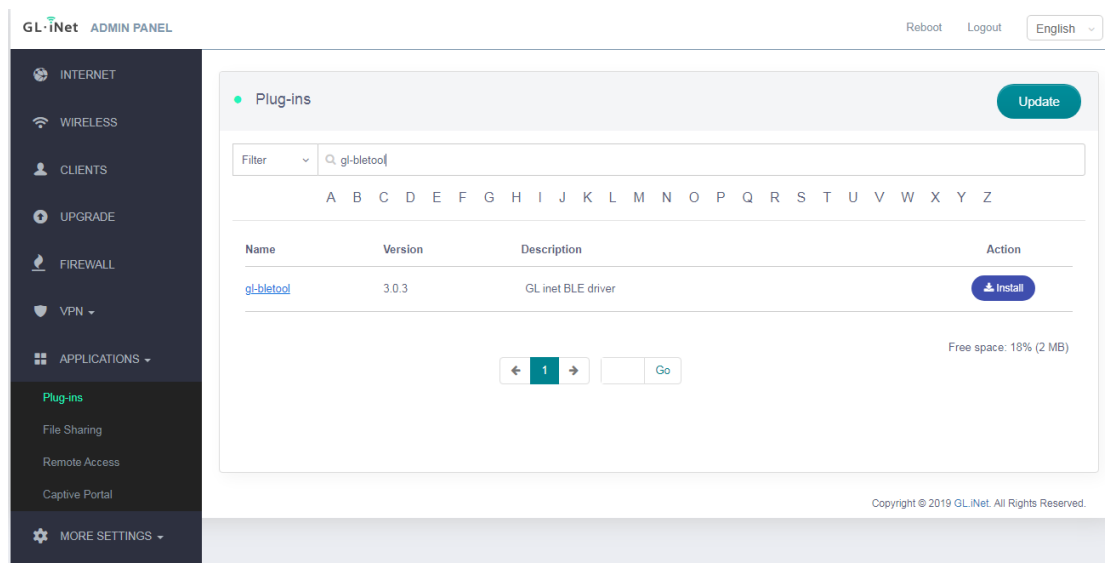 GL·iNet ADMIN PANEL
Reboot Logout English
INTERNET
WIRELESS
CLIENTS
UPGRADE
FIREWALL
VPN
APPLICATIONS
Plug-ins
File Sharing
Remote Access
Captive Portal
MORE SETTINGS
Plug-ins
Update
Filter gl-bletool
A B C D E F G H I J K L M N O P Q R S T U V W X Y Z
Name Version Description Action
gl-bletool 3.0.3 GL inet BLE driver Install
Free space: 18% (2 MB)
1 Go
Copyright © 2019 GL.iNet. All Rights Reserved.